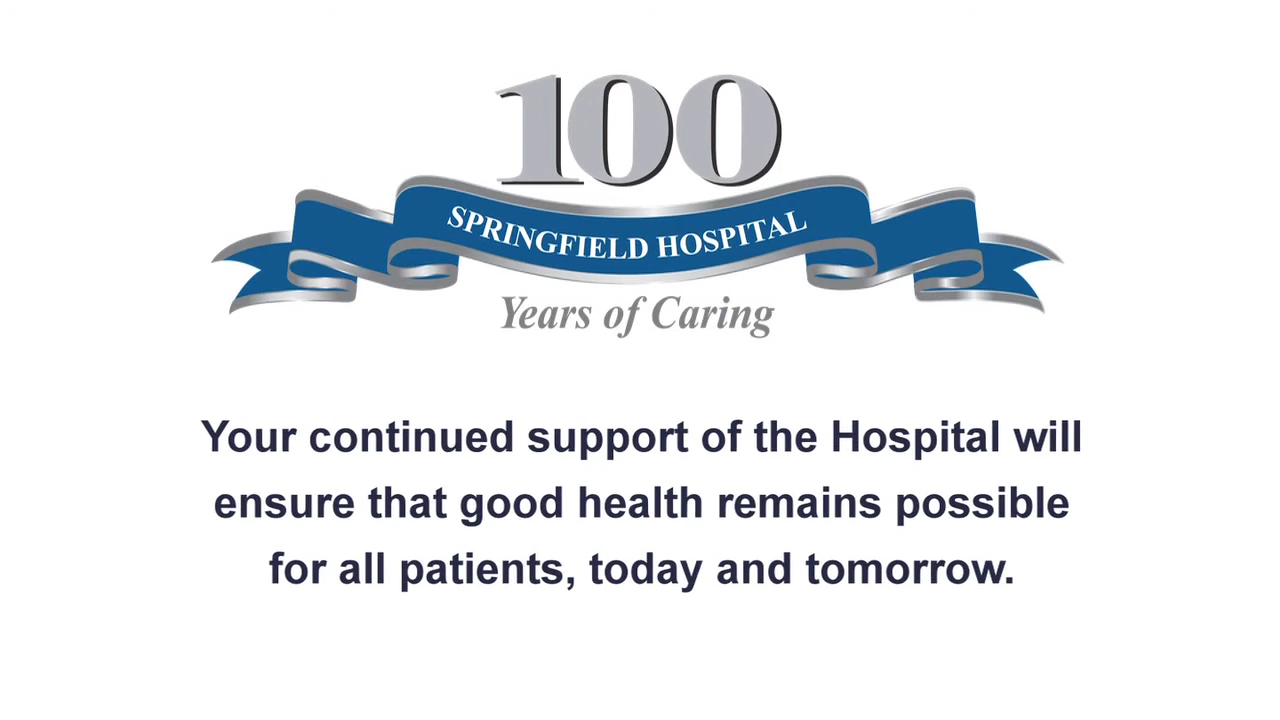 100
SPRINGFIELD HOSPITAL
Years of Caring
Your continued support of the Hospital will
ensure that good health remains possible
for all patients, today and tomorrow.